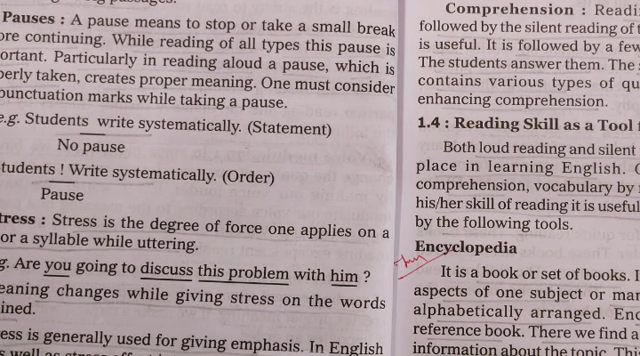 Pauses : A pause means to stop or take a small break
ore continuing. While reading of all types this pause is
ortant. Particularly in reading aloud a pause, which is
perly taken, creates proper meaning. One must consider
punctuation marks while taking a pause.
e.g. Students write systematically. (Statement)
No pause
tudents ! Write systematically. (Order)
Pause
tress : Stress is the degree of force one applies on a
or a syllable while uttering.
g. Are you going to discuss this problem with him ?
eaning changes while giving stress on the words
ined.
ess is generally used for giving emphasis. In English
Comprehension : Readi
followed by the silent reading of t
is useful. It is followed by a few
The students answer them. The s
contains various types of qu
enhancing comprehension.
1.4 : Reading Skill as a Tool f
Both loud reading and silent
place in learning English. C
comprehension, vocabulary by
his/her skill of reading it is useful
by the following tools.
Encyclopedia
It is a book or set of books. I
aspects of one subject or mar
alphabetically arranged. Enc
reference book. There we find a
information about the topic. This